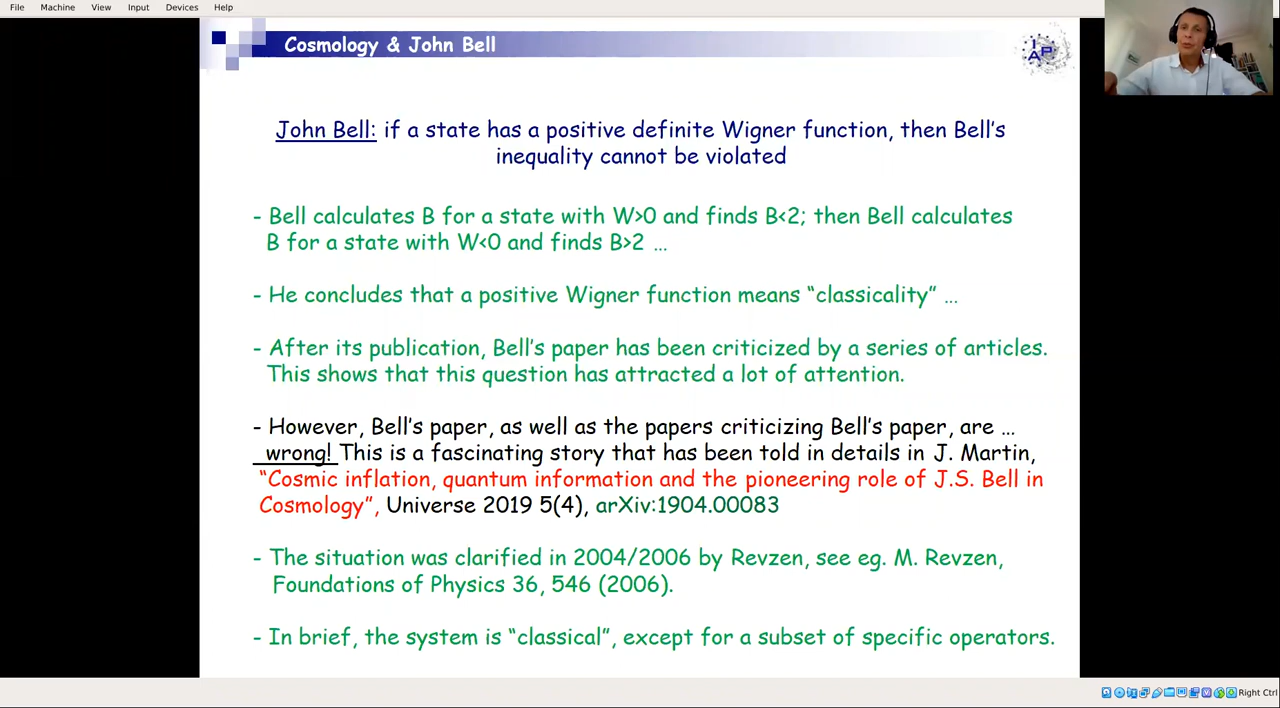 File Machine View Input Devices Help
Cosmology & John Bell
IAP
John Bell: if a state has a positive definite Wigner function, then Bell's
inequality cannot be violated
- Bell calculates B for a state with W>0 and finds B<2; then Bell calculates
B for a state with W<0 and finds B>2 ...
- He concludes that a positive Wigner function means “classicality” ...
- After its publication, Bell's paper has been criticized by a series of articles.
This shows that this question has attracted a lot of attention.
- However, Bell's paper, as well as the papers criticizing Bell's paper, are ...
wrong! This is a fascinating story that has been told in details in J. Martin,
“Cosmic inflation, quantum information and the pioneering role of J.S. Bell in
Cosmology”, Universe 2019 5(4), arXiv:1904.00083
- The situation was clarified in 2004/2006 by Revzen, see eg. M. Revzen,
Foundations of Physics 36, 546 (2006).
- In brief, the system is “classical”, except for a subset of specific operators.
Right Ctrl